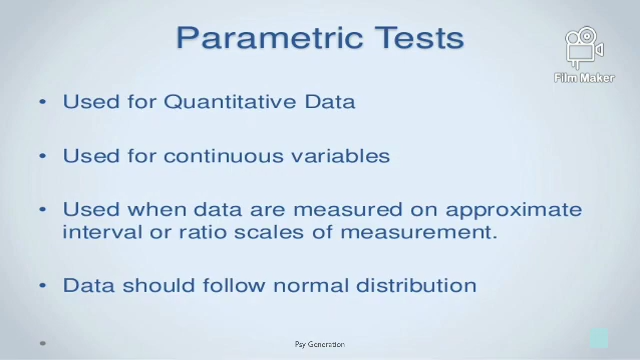 Parametric Tests
Film Maker
• Used for Quantitative Data
• Used for continuous variables
• Used when data are measured on approximate
interval or ratio scales of measurement.
• Data should follow normal distribution
•
Psy Generation